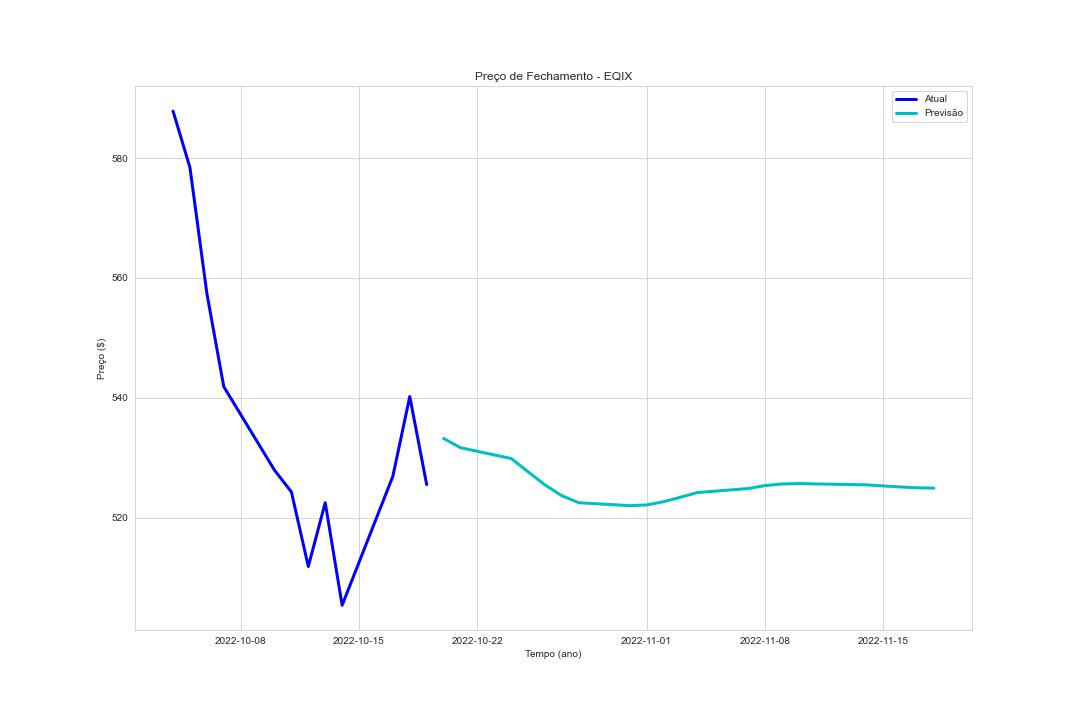 Preço de Fechamento - EQIX
Atual
Previsão
580
560
540
520
Preço ($)
2022-10-08
2022-10-15
2022-10-22
2022-11-01
2022-11-08
2022-11-15
Tempo (ano)